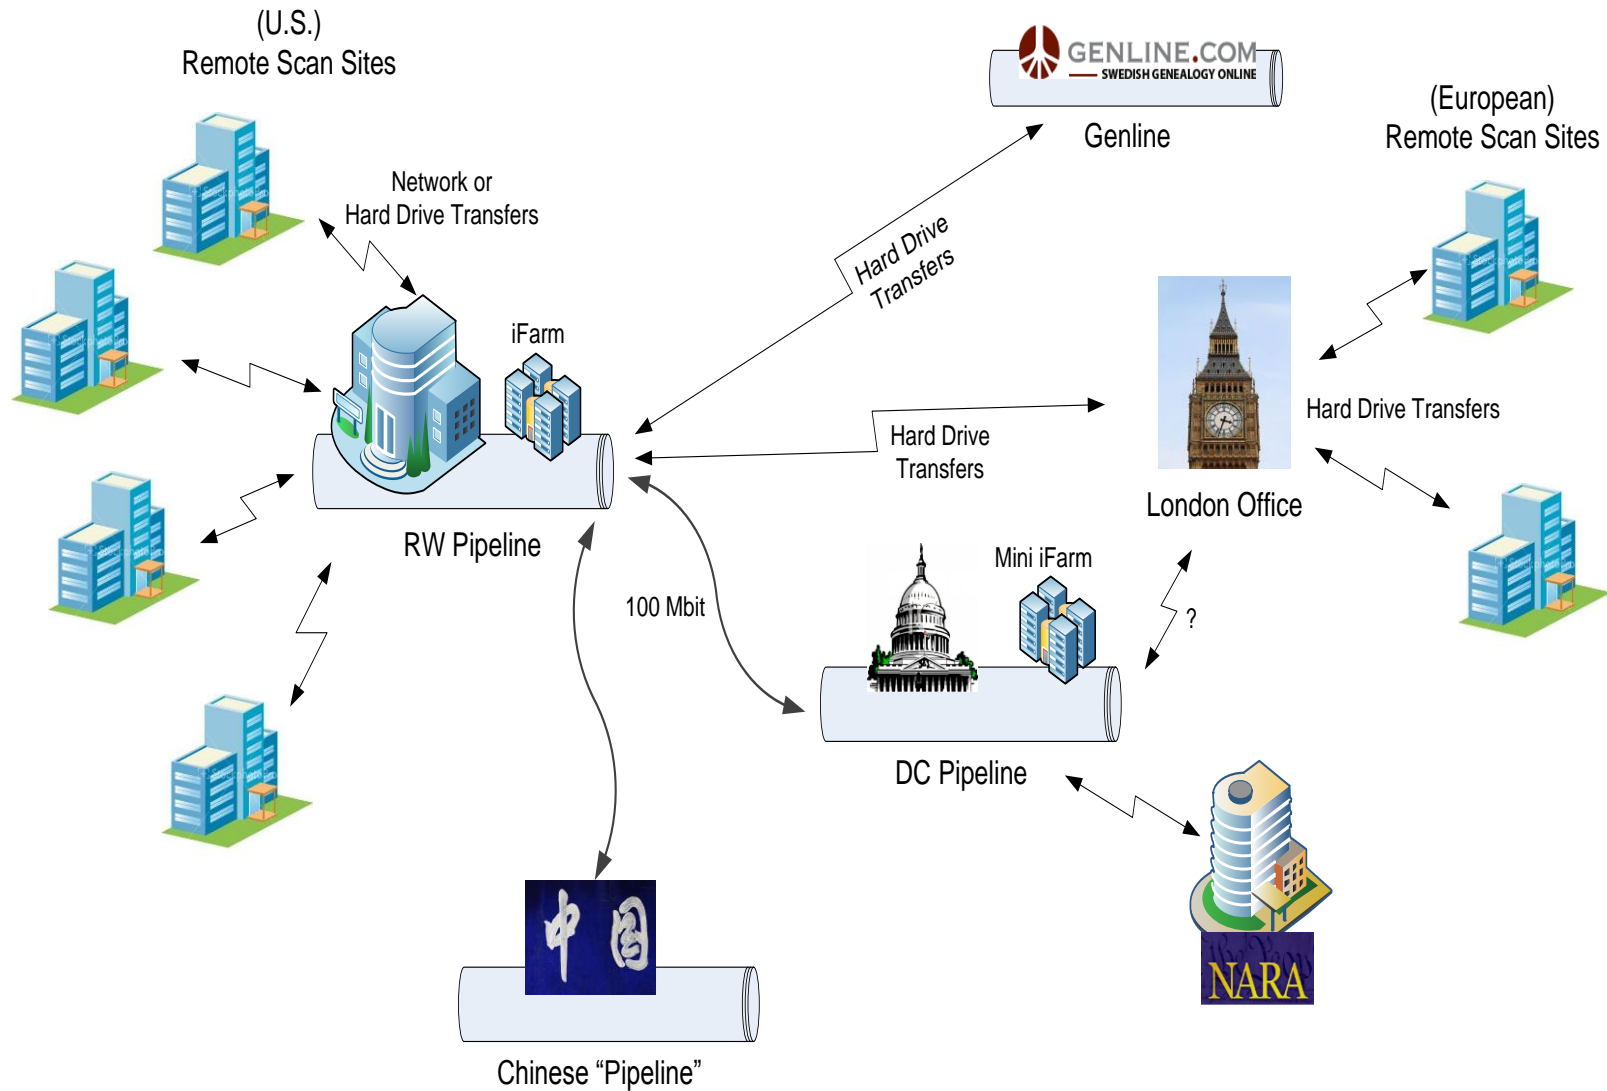 (U.S.)
Remote Scan Sites
GENLINE.COM
SWEDISH GENEALOGY ONLINE
Genline
(European)
Remote Scan Sites
Network or
Hard Drive Transfers
Hard Drive
Transfers
iFarm
Hard Drive Transfers
Hard Drive
Transfers
London Office
RW Pipeline
Mini iFarm
100 Mbit
?
DC Pipeline
中国
NARA
Chinese “Pipeline”